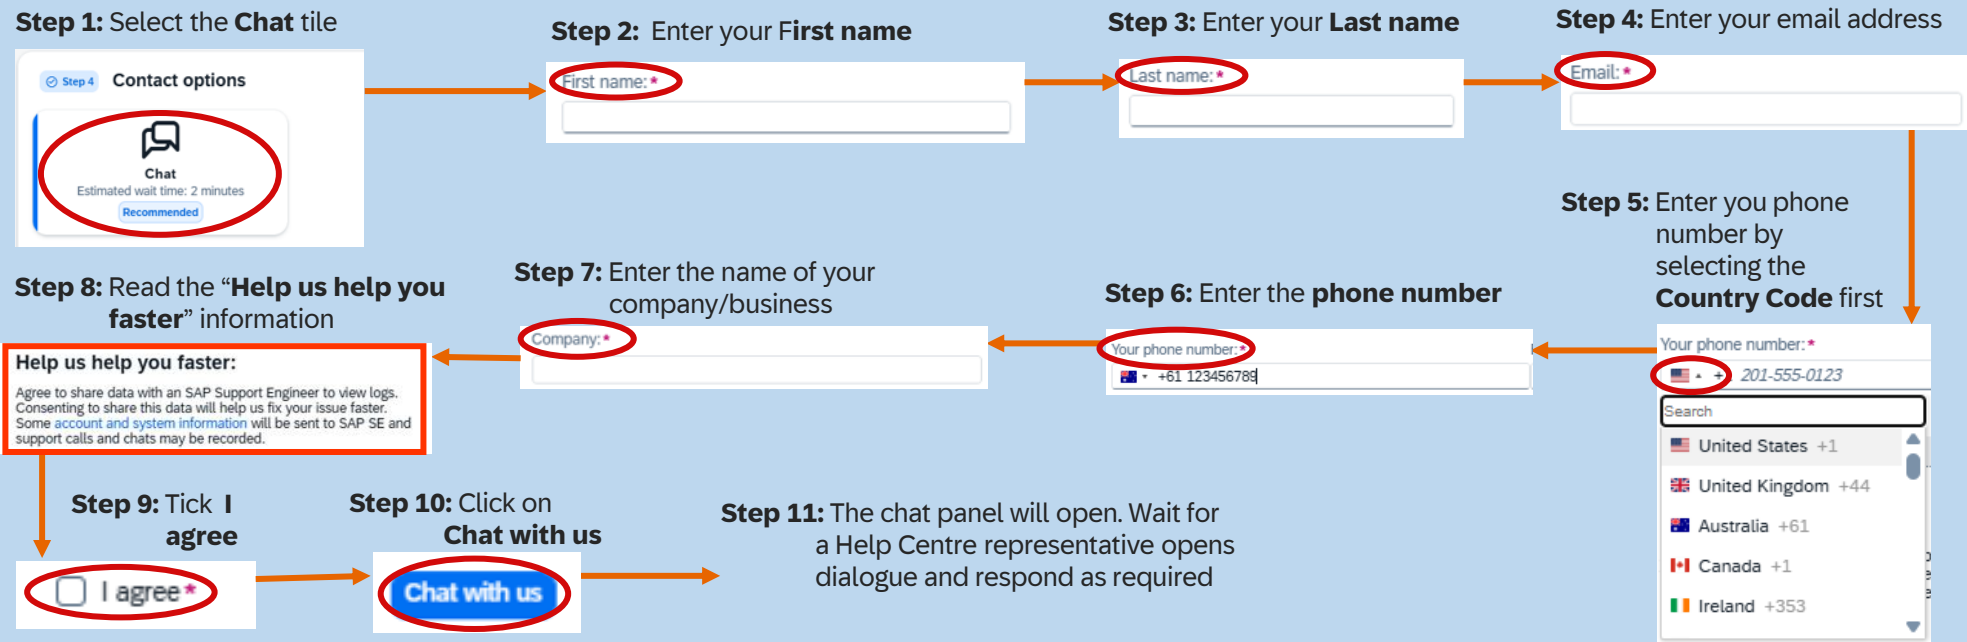 Step 1: Select the Chat tile
Step 4
Contact options
Chat
Estimated wait time: 2 minutes
Recommended
Step 2: Enter your First name
First name: *
Step 3: Enter your Last name
Last name: *
Step 4: Enter your email address
Email: *
Step 5: Enter you phone
number by
selecting the
Country Code first
Your phone number: *
201-555-0123
Search
United States +1
United Kingdom +44
Australia +61
Canada +1
Ireland +353
Step 6: Enter the phone number
Your phone number: *
+61 123456789
Step 7: Enter the name of your
company/business
Company: *
Step 8: Read the “Help us help you
faster” information
Help us help you faster:
Agree to share data with an SAP Support Engineer to view logs.
Consenting to share this data will help us fix your issue faster.
Some account and system information will be sent to SAP SE and
support calls and chats may be recorded.
Step 9: Tick I
agree
I agree *
Step 10: Click on
Chat with us
Chat with us
Step 11: The chat panel will open. Wait for
a Help Centre representative opens
dialogue and respond as required